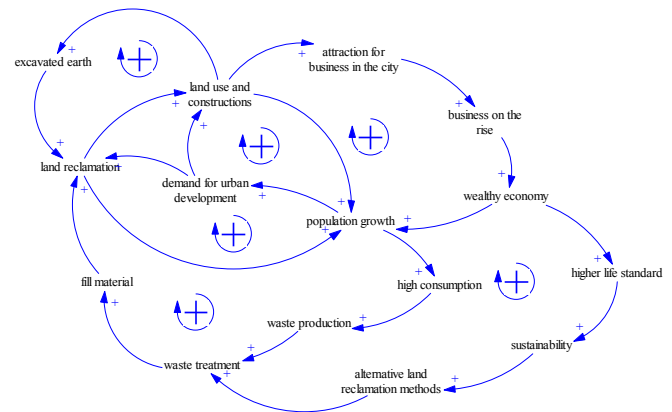 excavated earth
attraction for
business in the city
land use and
constructions
business on the
rise
land reclamation
demand for urban
development
wealthy economy
population growth
higher life standard
fill material
high consumption
waste production
sustainability
waste treatment
alternative land
reclamation methods